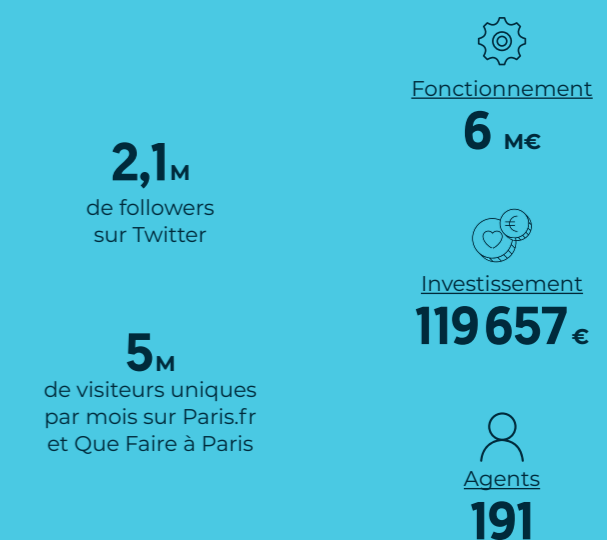 2,1M
de followers
sur Twitter
5M
de visiteurs uniques
par mois sur Paris.fr
et Que Faire à Paris
Fonctionnement
6 M€
€
Investissement
119 657 €
Agents
191